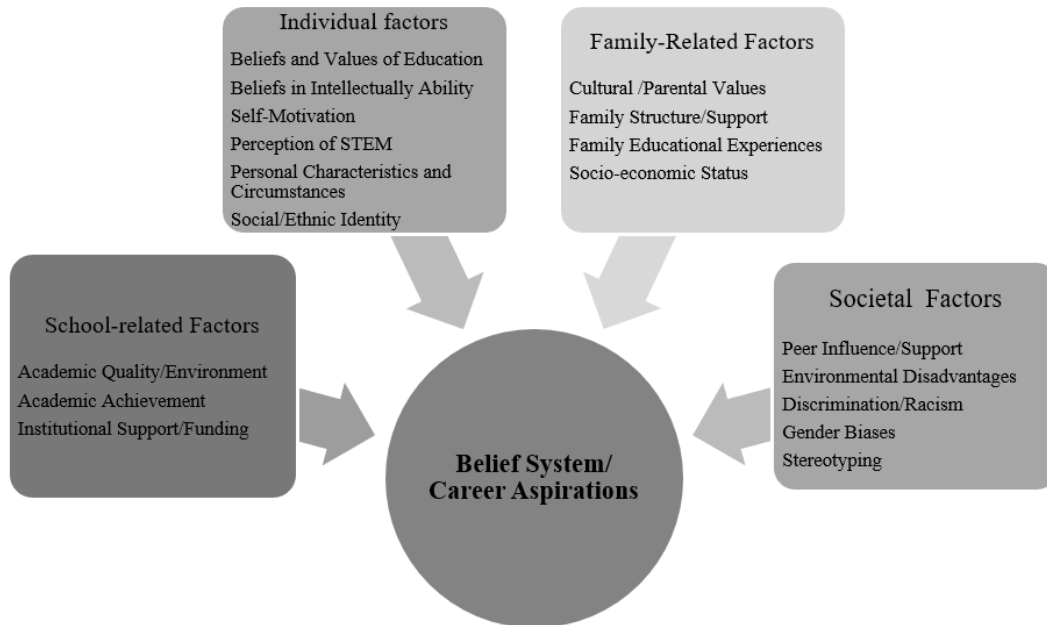 Individual factors
Beliefs and Values of Education
Beliefs in Intellectually Ability
Self-Motivation
Perception of STEM
Personal Characteristics and
Circumstances
Social/Ethnic Identity
Family-Related Factors
Cultural /Parental Values
Family Structure/Support
Family Educational Experiences
Socio-economic Status
School-related Factors
Academic Quality/Environment
Academic Achievement
Institutional Support/Funding
Societal Factors
Peer Influence/Support
Environmental Disadvantages
Discrimination/Racism
Gender Biases
Stereotyping
Belief System/
Career Aspirations